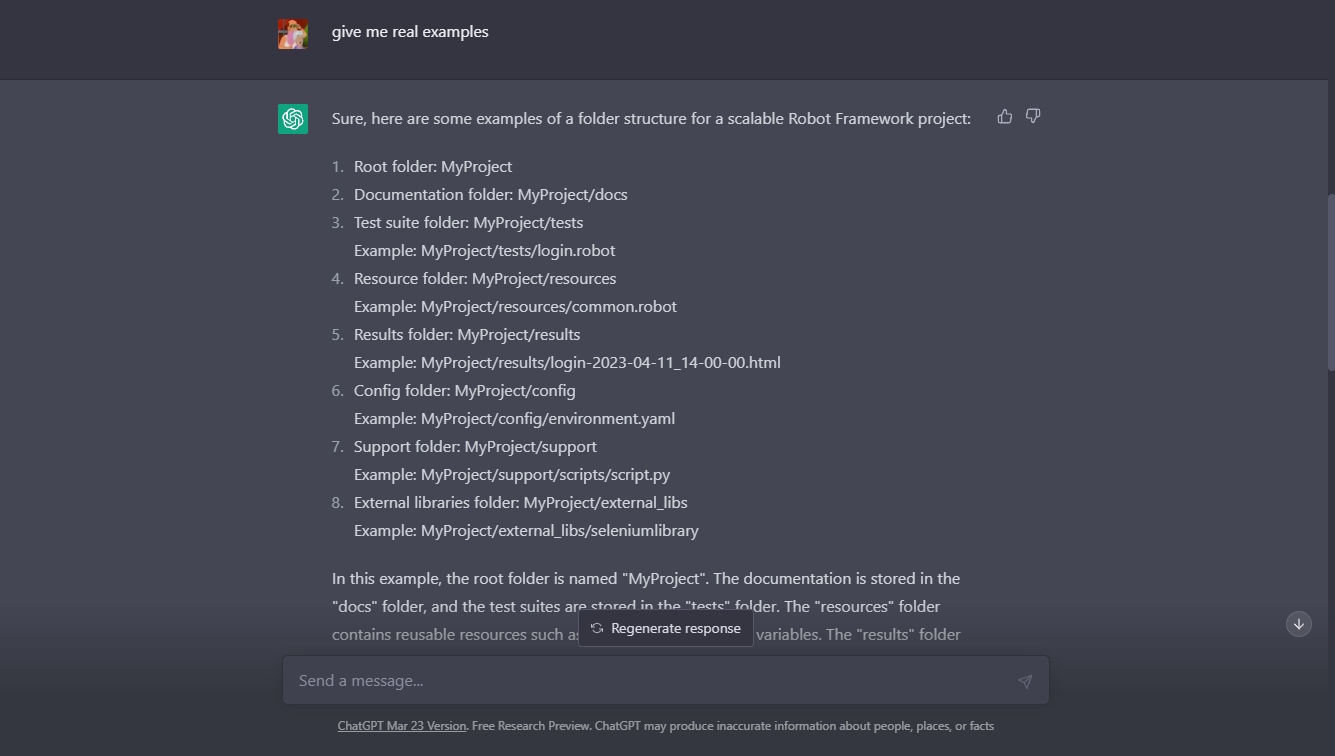 give me real examples
Sure, here are some examples of a folder structure for a scalable Robot Framework project:
1. Root folder: MyProject
2. Documentation folder: MyProject/docs
3. Test suite folder: MyProject/tests
Example: MyProject/tests/login.robot
4. Resource folder: MyProject/resources
Example: MyProject/resources/common.robot
5. Results folder: MyProject/results
Example: MyProject/results/login-2023-04-11_14-00-00.html
6. Config folder: MyProject/config
Example: MyProject/config/environment.yaml
7. Support folder: MyProject/support
Example: MyProject/support/scripts/script.py
8. External libraries folder: MyProject/external_libs
Example: MyProject/external_libs/seleniumlibrary
In this example, the root folder is named "MyProject". The documentation is stored in the
"docs" folder, and the test suites are stored in the "tests" folder. The "resources" folder
contains reusable resources such as variables. The "results" folder
Regenerate response
Send a message...
ChatGPT Mar 23 Version. Free Research Preview. ChatGPT may produce inaccurate information about people, places, or facts